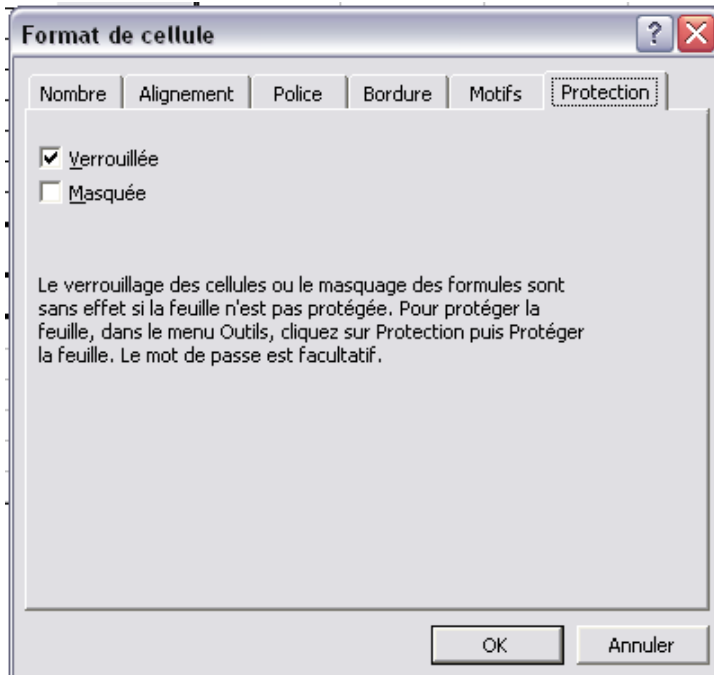 Format de cellule
Nombre Alignement Police Bordure Motifs Protection
Verrouillée
Masquée
Le verrouillage des cellules ou le masquage des formules sont
sans effet si la feuille n'est pas protégée. Pour protéger la
feuille, dans le menu Outils, cliquez sur Protection puis Protéger
la feuille. Le mot de passe est facultatif.
OK Annuler